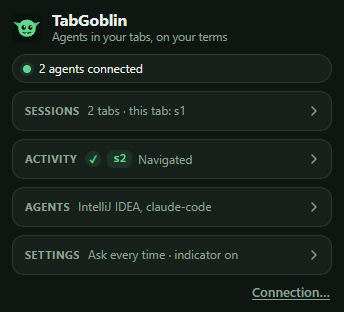 TabGoblin
Agents in your tabs, on your terms
2 agents connected
SESSIONS 2 tabs · this tab: s1
ACTIVITY ✓ s2 Navigated
AGENTS IntelliJ IDEA, claude-code
SETTINGS Ask every time · indicator on
Connection...